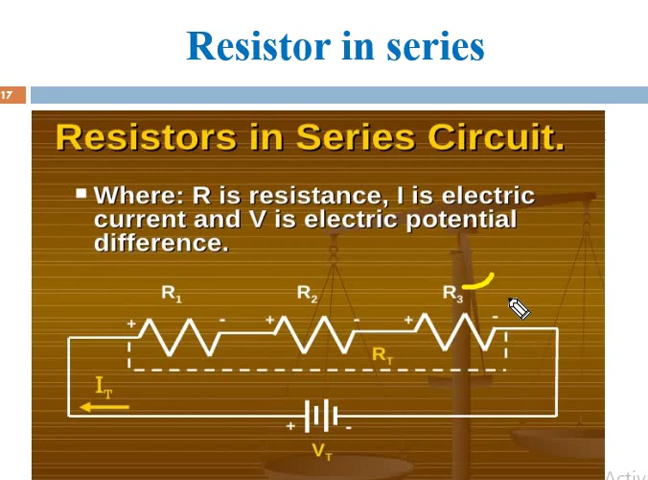 Resistor in series
17
Resistors in Series Circuit.
Where: R is resistance, I is electric
current and V is electric potential
difference.
R1 R2 R3
+ - + - + -
RT
IT
+ -
VT
Activ